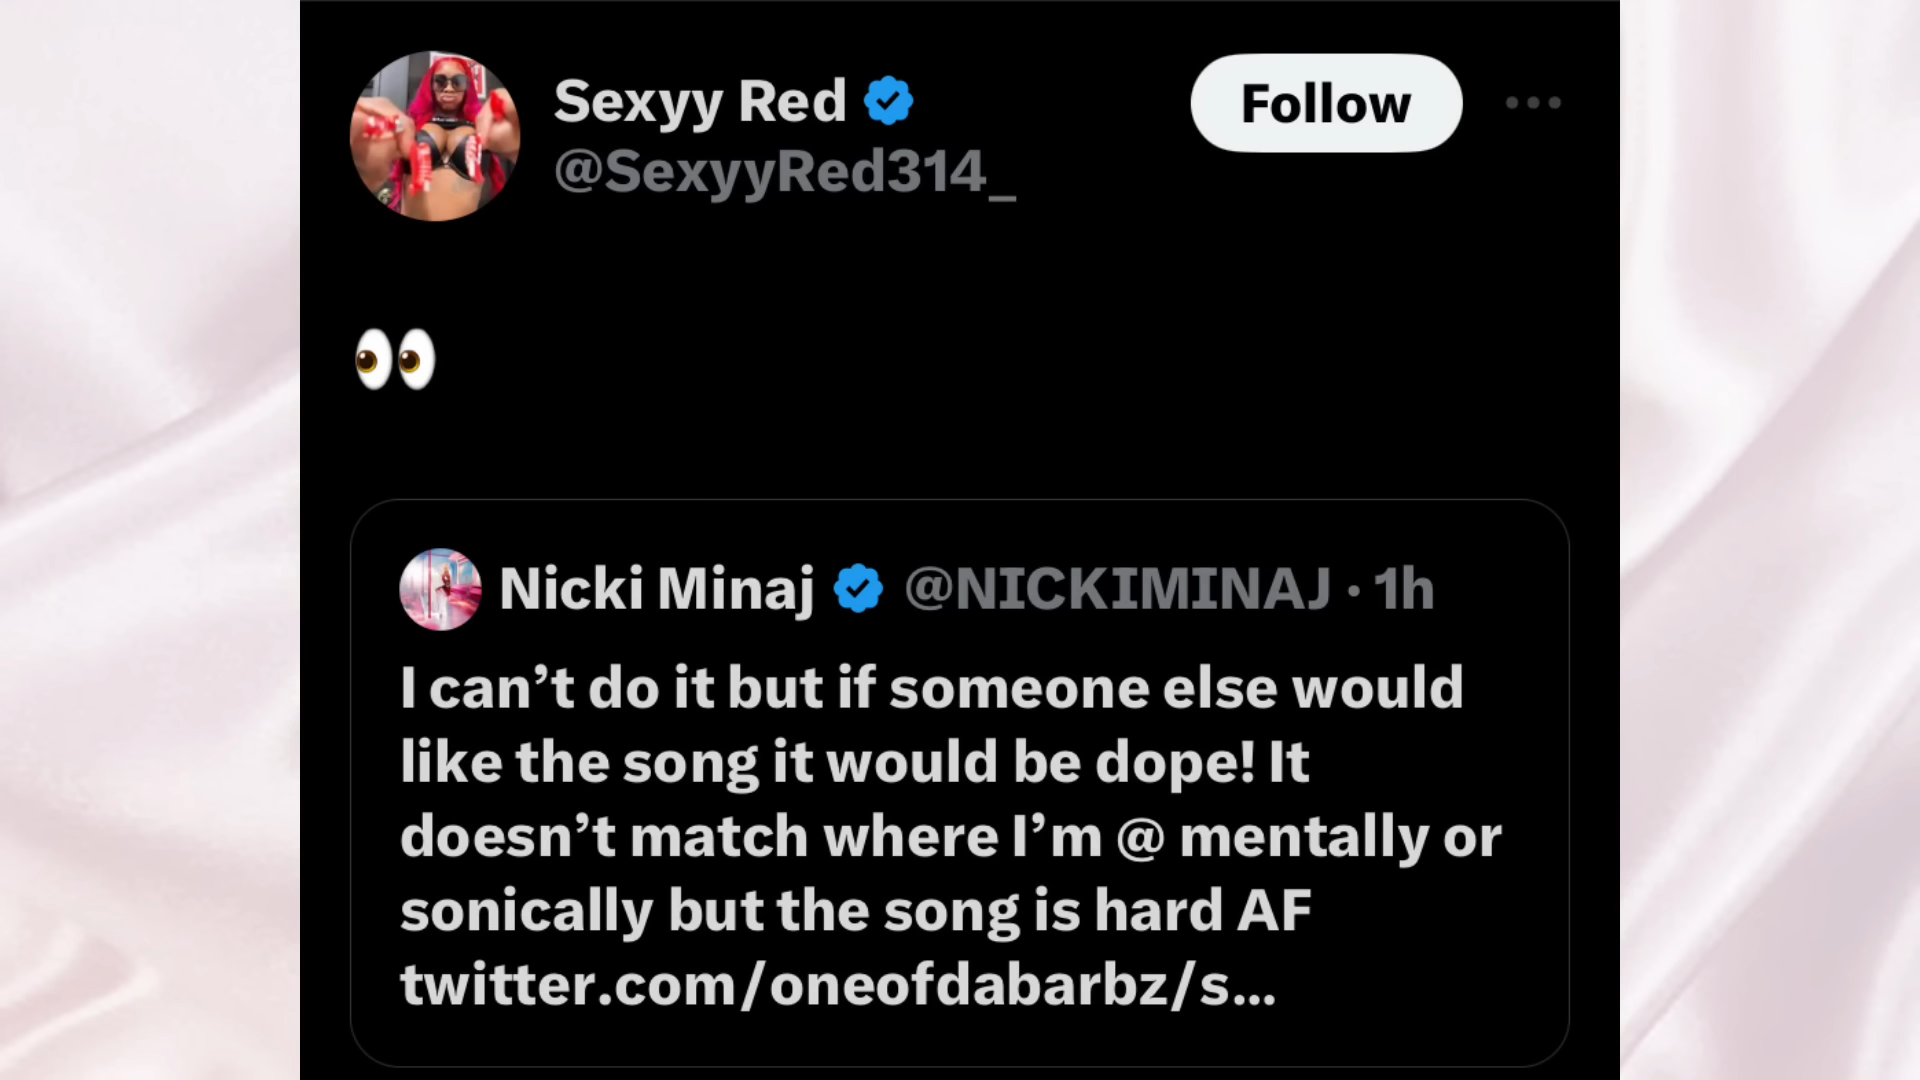 Sexyy Red
Follow
@SexyyRed314_
👀
Nicki Minaj @NICKIMINAJ · 1h
I can’t do it but if someone else would
like the song it would be dope! It
doesn’t match where I’m @ mentally or
sonically but the song is hard AF
twitter.com/oneofdabarbz/s…